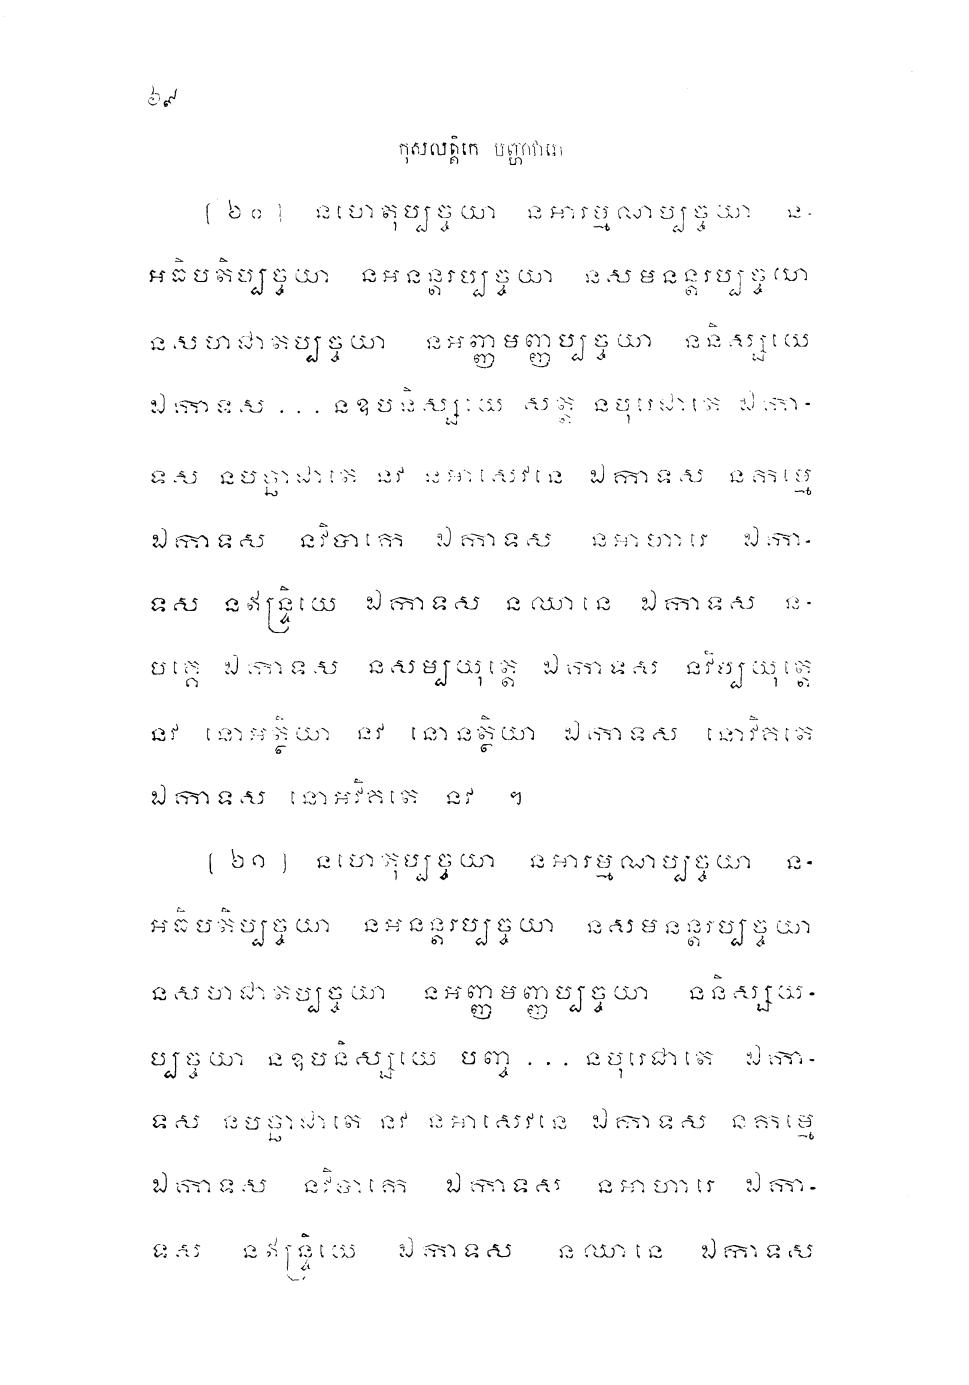 ៦៩
កុសលត្តិកេ បញ្ហាវារេ
(២០) នហេតុប្បច្ចយា នអារម្មណប្បច្ចយា ន-
អធិបតិប្បច្ចយា នអនន្តរប្បច្ចយា នសមនន្តរប្បច្ចយា
នសហជាតប្បច្ចយា នអញ្ញមញ្ញប្បច្ចយា ននិស្សយេ
ឯកាទស ... នឧបនិស្សយេ សត្ត នបុរេជាតេ ឯកា-
ទស នបច្ឆាជាតេ នវ នអាសេវនេ ឯកាទស នកម្មេ
ឯកាទស នវិបាកេ ឯកាទស នអាហារេ ឯកា-
ទស នឥន្ទ្រិយេ ឯកាទស នឈានេ ឯកាទស ន-
មគ្គេ ឯកាទស នសម្បយុត្តេ ឯកាទស នវិប្បយុត្តេ
នវ នោអត្ថិយា នវ នោនត្ថិយា ឯកាទស នោវិគតេ
ឯកាទស នោអវិគតេ នវ ។
(២១) នហេតុប្បច្ចយា នអារម្មណប្បច្ចយា ន-
អធិបតិប្បច្ចយា នអនន្តរប្បច្ចយា នសមនន្តរប្បច្ចយា
នសហជាតប្បច្ចយា នអញ្ញមញ្ញប្បច្ចយា ននិស្សយ-
ប្បច្ចយា នឧបនិស្សយេ បញ្ច ... នបុរេជាតេ ឯកា-
ទស នបច្ឆាជាតេ នវ នអាសេវនេ ឯកាទស នកម្មេ
ឯកាទស នវិបាកេ ឯកាទស នអាហារេ ឯកា-
ទស នឥន្ទ្រិយេ ឯកាទស នឈានេ ឯកាទស